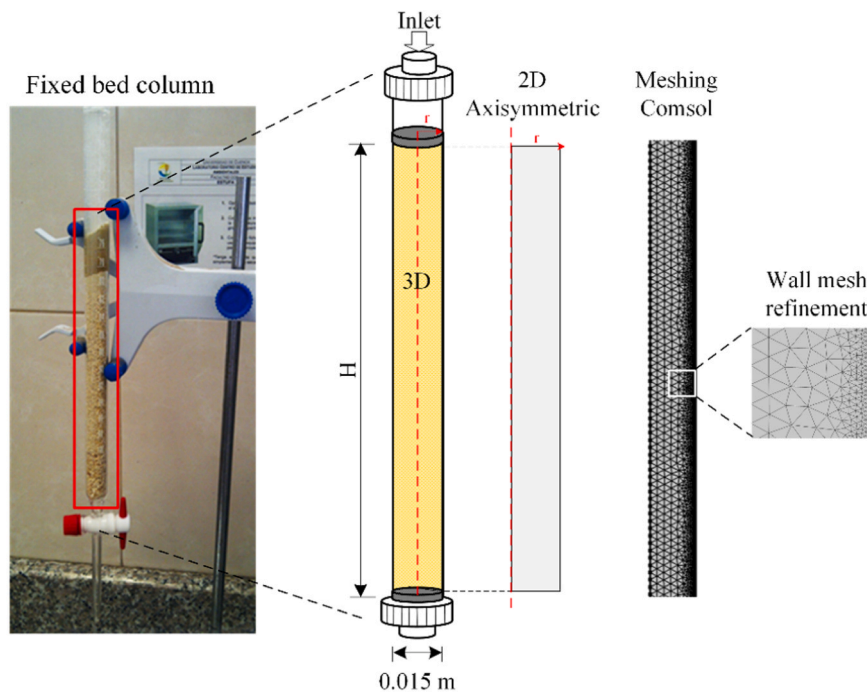 Inlet
Fixed bed column
2D
Axisymmetric
Meshing
Comsol
r
r
3D
H
Wall mesh
refinement
0.015 m